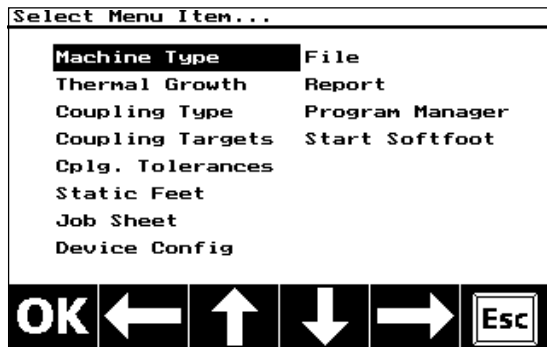 Select Menu Item...
Machine Type File
Thermal Growth Report
Coupling Type Program Manager
Coupling Targets Start Softfoot
Cplg. Tolerances
Static Feet
Job Sheet
Device Config
OK Esc